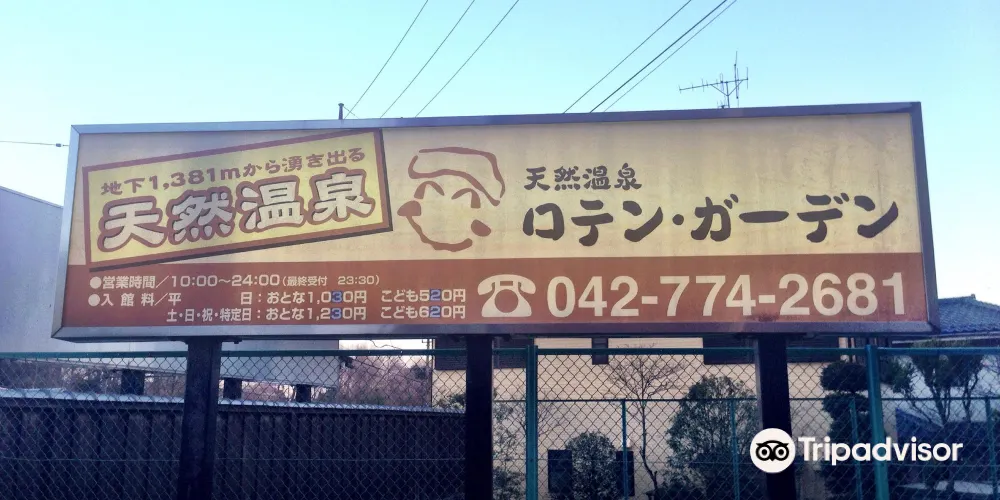 地下1,381mから湧き出る
天然温泉
天然温泉
ロテン・ガーデン
●営業時間／10:00〜24:00(最終受付 23:30)
●入館料／平　　日：おとな1,030円 こども520円
土・日・祝・特定日：おとな1,230円 こども620円
☎042-774-2681
Tripadvisor